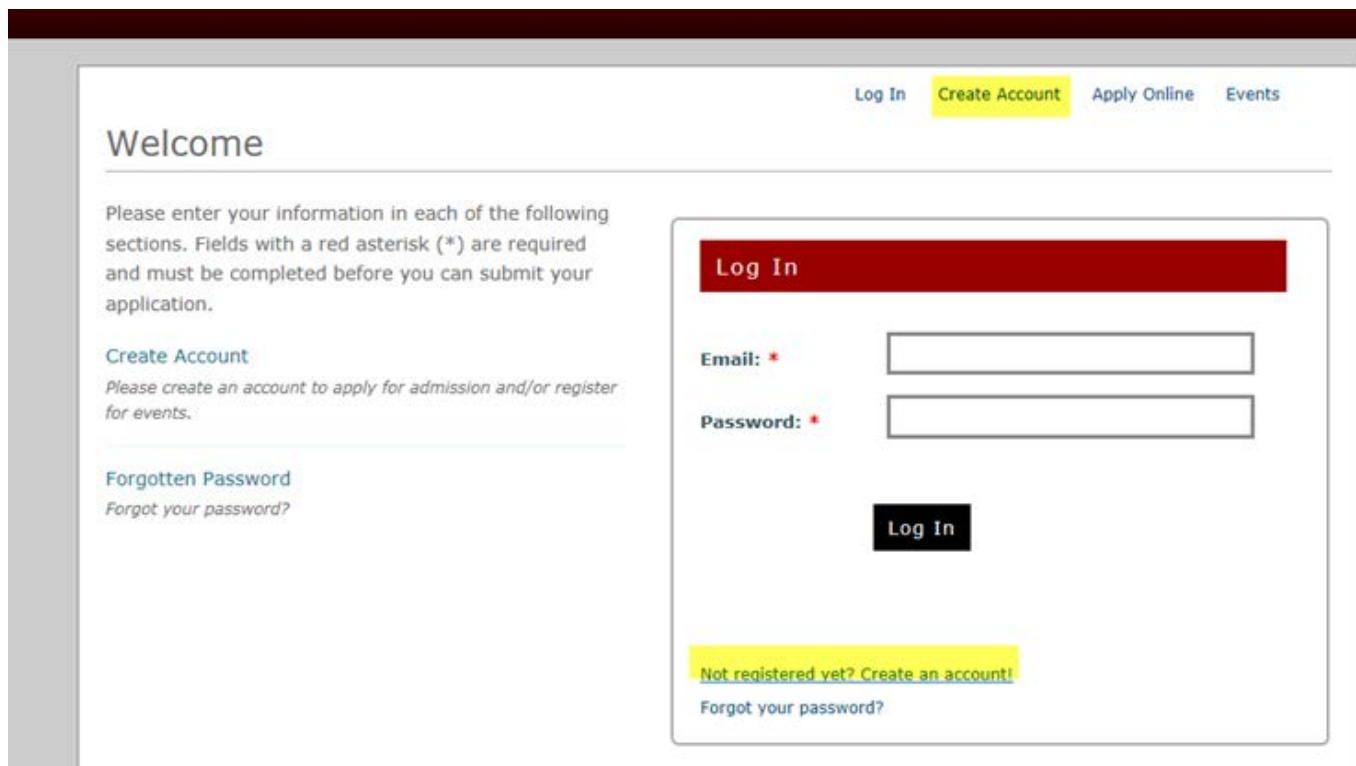 Log In Create Account Apply Online Events
Welcome
Please enter your information in each of the following
sections. Fields with a red asterisk (*) are required
and must be completed before you can submit your
application.
Create Account
Please create an account to apply for admission and/or register
for events.
Forgotten Password
Forgot your password?
Log In
Email: *
Password: *
Log In
Not registered yet? Create an account!
Forgot your password?